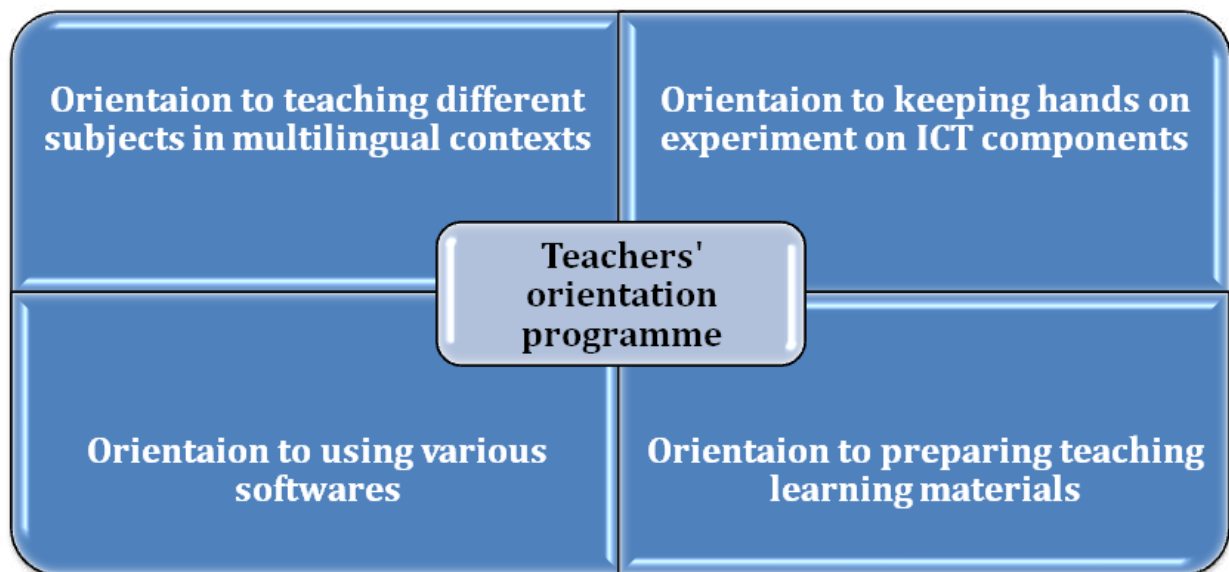 Orientaion to teaching different
subjects in multilingual contexts
Orientaion to keeping hands on
experiment on ICT components
Teachers'
orientation
programme
Orientaion to using various
softwares
Orientaion to preparing teaching
learning materials